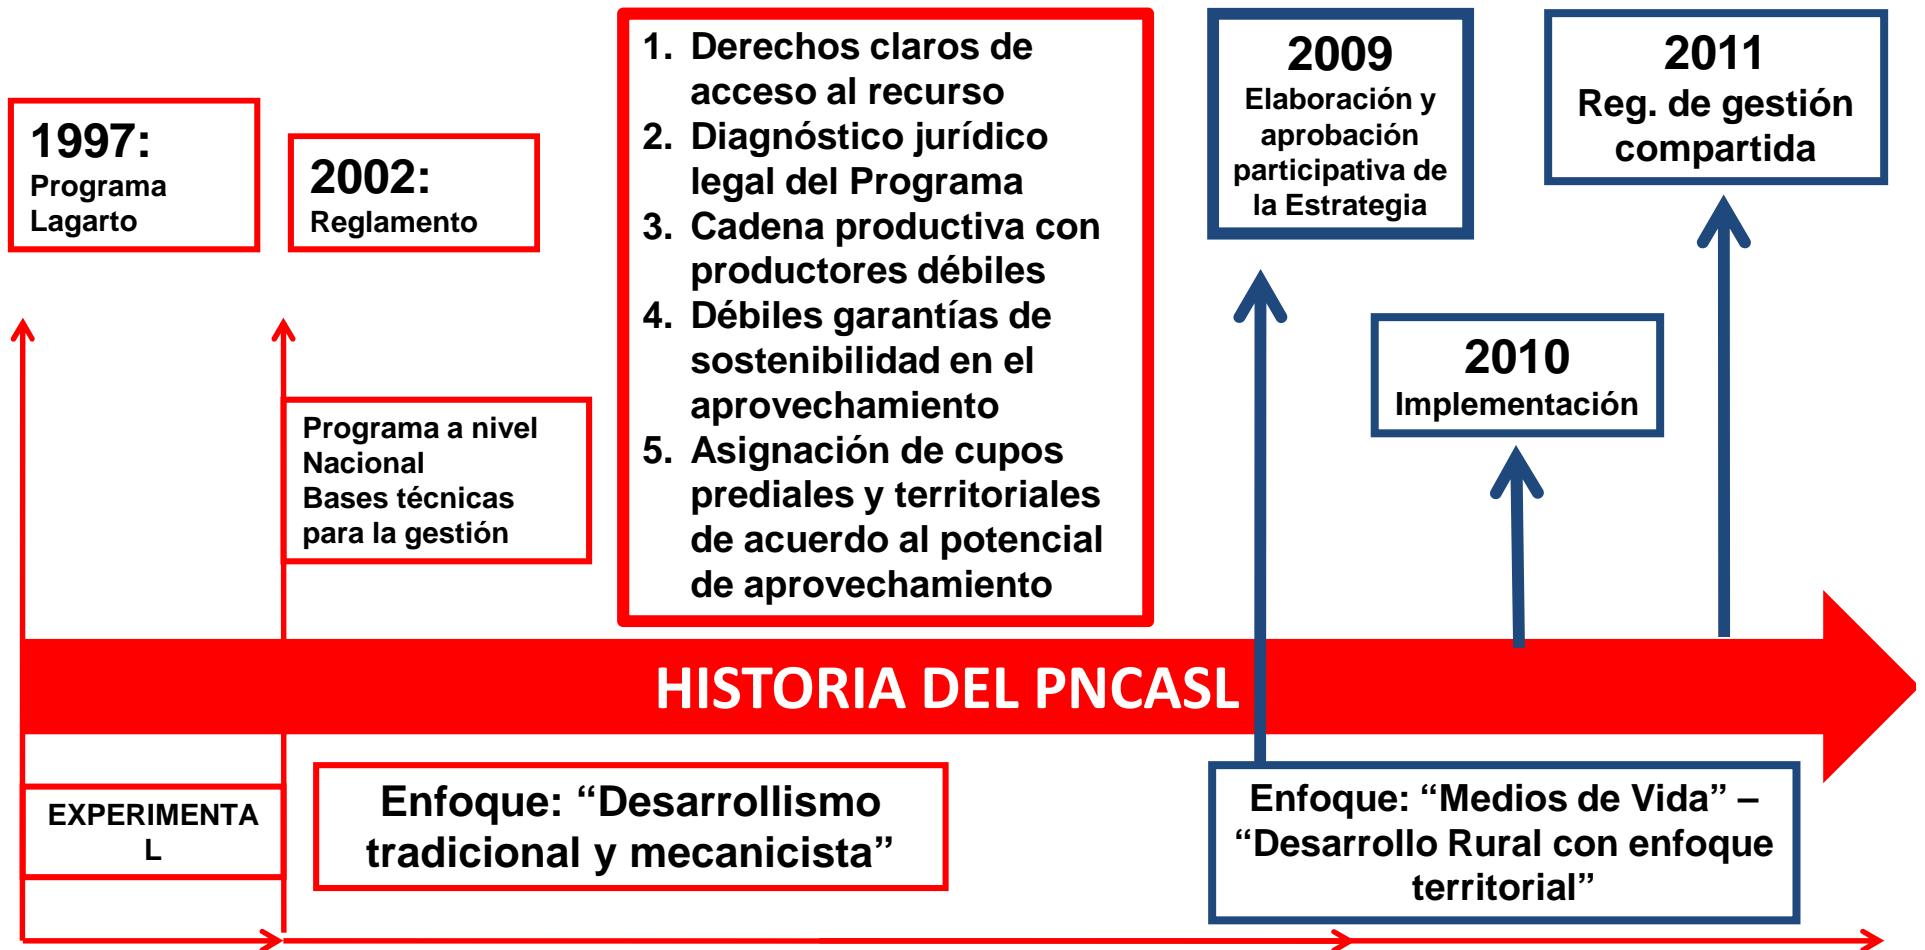 1997:
Programa
Lagarto
2002:
Reglamento
Programa a nivel
Nacional
Bases técnicas
para la gestión
1. Derechos claros de
acceso al recurso
2. Diagnóstico jurídico
legal del Programa
3. Cadena productiva con
productores débiles
4. Débiles garantías de
sostenibilidad en el
aprovechamiento
5. Asignación de cupos
prediales y territoriales
de acuerdo al potencial
de aprovechamiento
2009
Elaboración y
aprobación
participativa de
la Estrategia
2010
Implementación
2011
Reg. de gestión
compartida
HISTORIA DEL PNCASL
EXPERIMENTA
L
Enfoque: “Desarrollismo
tradicional y mecanicista”
Enfoque: “Medios de Vida” –
“Desarrollo Rural con enfoque
territorial”